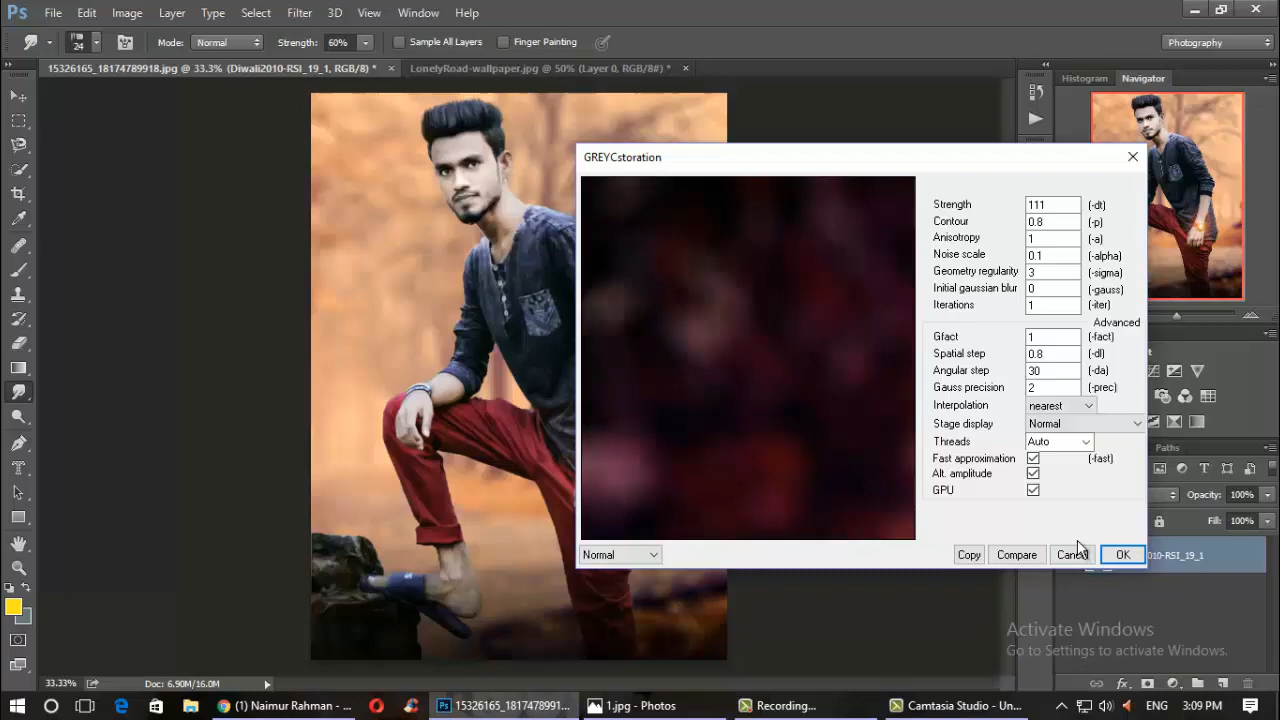 Ps File Edit Image Layer Type Select Filter 3D View Window Help
24 Mode: Normal Strength: 60% Sample All Layers Finger Painting Photography
15326165_18174789918.jpg @ 33.3% (Diwali2010-RSI_19_1, RGB/8) * × LonelyRoad-wallpaper.jpg @ 50% (Layer 0, RGB/8#) * ×
Histogram Navigator
GREYCstoration
Strength 111 (-dt)
Contour 0.8 (-p)
Anisotropy 1 (-a)
Noise scale 0.1 (-alpha)
Geometry regularity 3 (-sigma)
Initial gaussian blur 0 (-gauss)
Iterations 1 (-iter)
Advanced
Gfact 1 (-fact)
Spatial step 0.8 (-dl)
Angular step 30 (-da)
Gauss precision 2 (-prec)
Interpolation nearest
Stage display Normal
Threads Auto
Fast approximation (-fast)
Alt. amplitude
GPU
Normal Copy Compare Cancel OK
Paths
Opacity: 100%
Fill: 100%
2010-RSI_19_1
Activate Windows
Go to Settings to activate Windows.
33.33% Doc: 6.90M/16.0M
(1) Naimur Rahman - ... 15326165_1817478991... 1.jpg - Photos Recording... Camtasia Studio - Un... ENG 3:09 PM